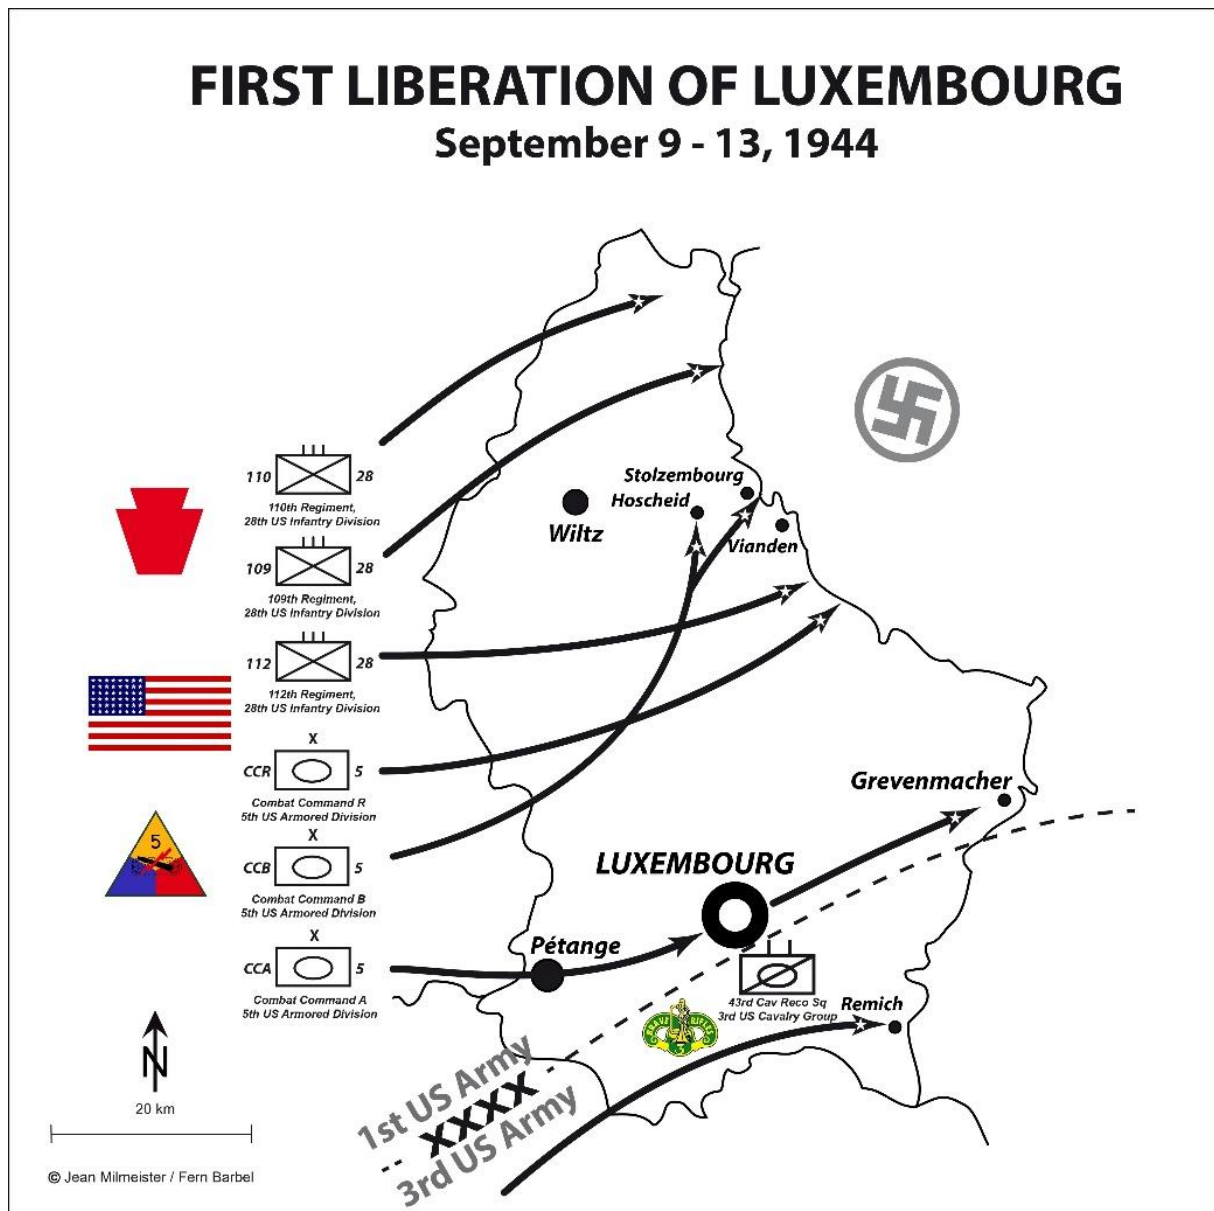 FIRST LIBERATION OF LUXEMBOURG
September 9 - 13, 1944
110 28
110th Regiment,
28th US Infantry Division
109 28
109th Regiment,
28th US Infantry Division
112 28
112th Regiment,
28th US Infantry Division
X
CCR 5
Combat Command R
5th US Armored Division
X
CCB 5
Combat Command B
5th US Armored Division
X
CCA 5
Combat Command A
5th US Armored Division
5
Stolzembourg
Hoscheid
Wiltz
Vianden
Grevenmacher
LUXEMBOURG
Pétange
43rd Cav Reco Sq
3rd US Cavalry Group
Remich
BRAVE RIFLES
3
1st US Army
XXXX
3rd US Army
N
20 km
© Jean Milmeister / Fern Barbel